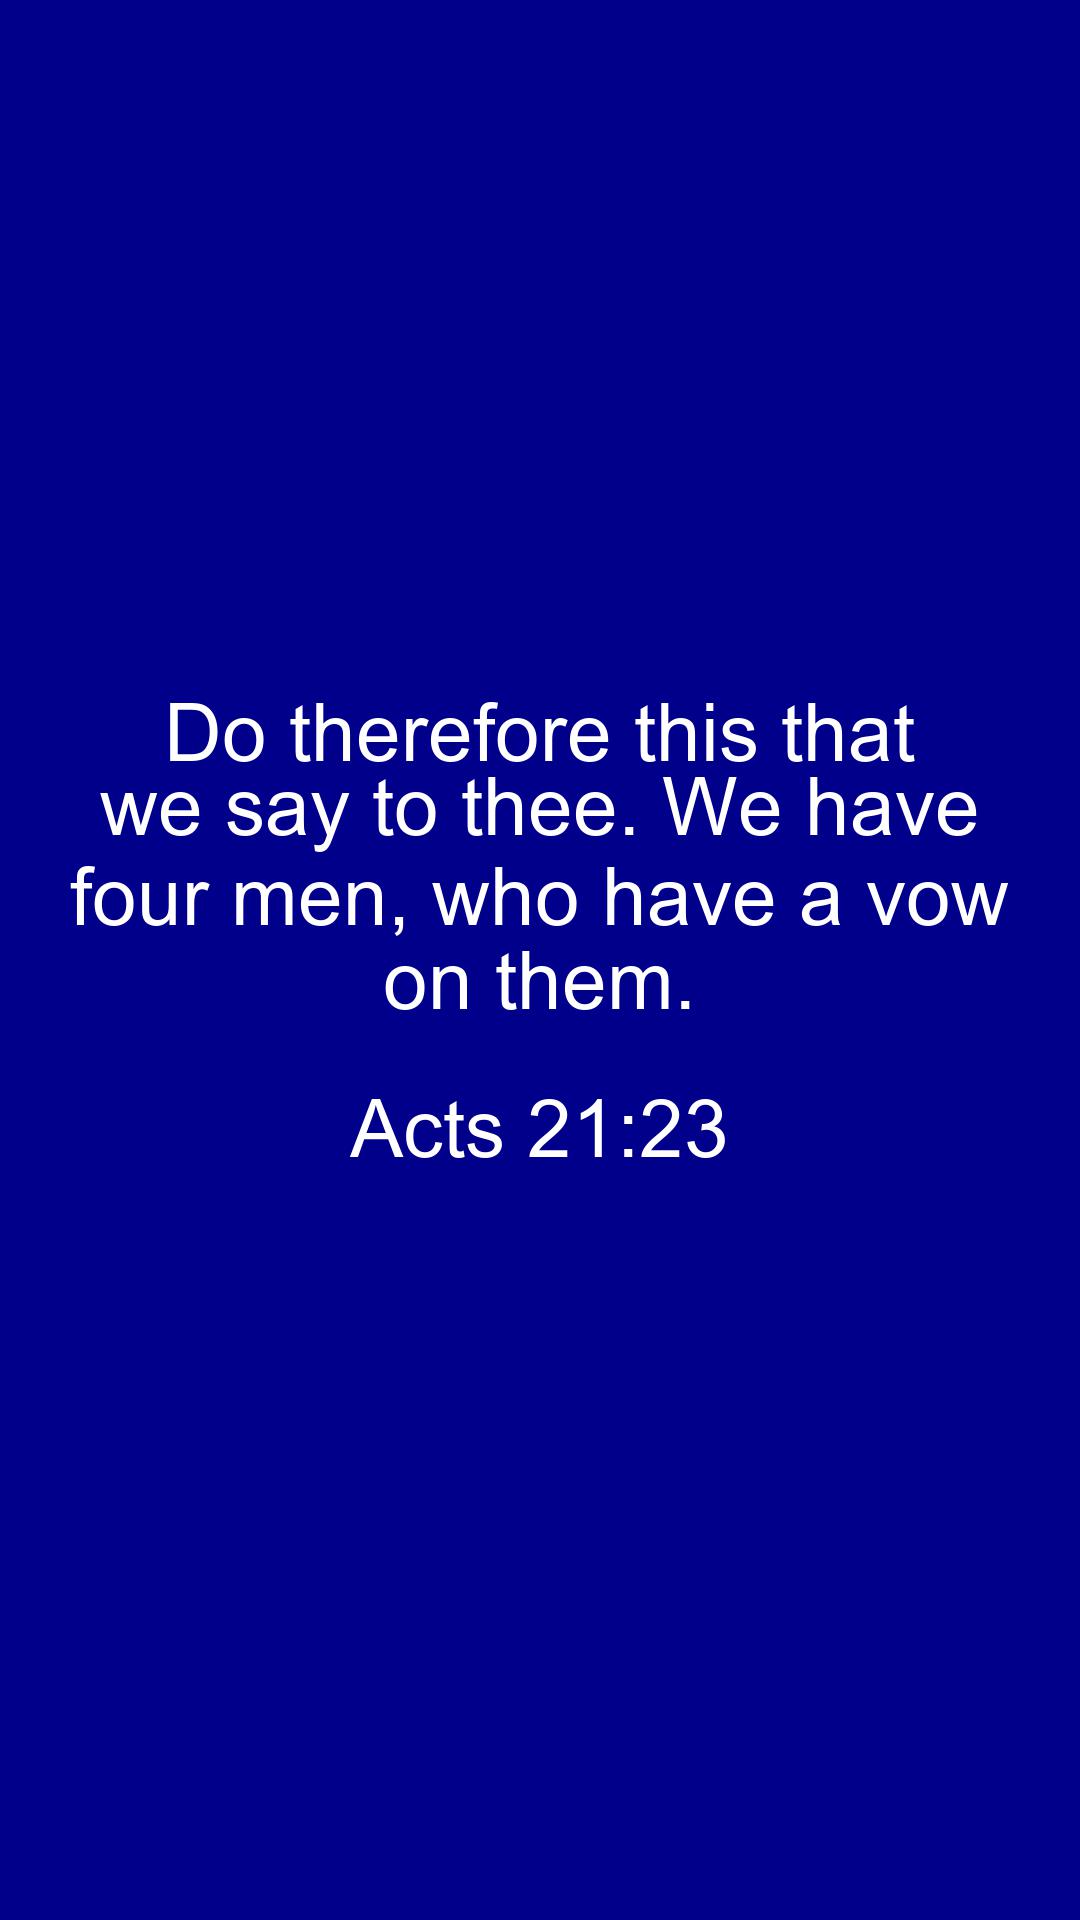 Do therefore this that
we say to thee. We have
four men, who have a vow
on them.
Acts 21:23